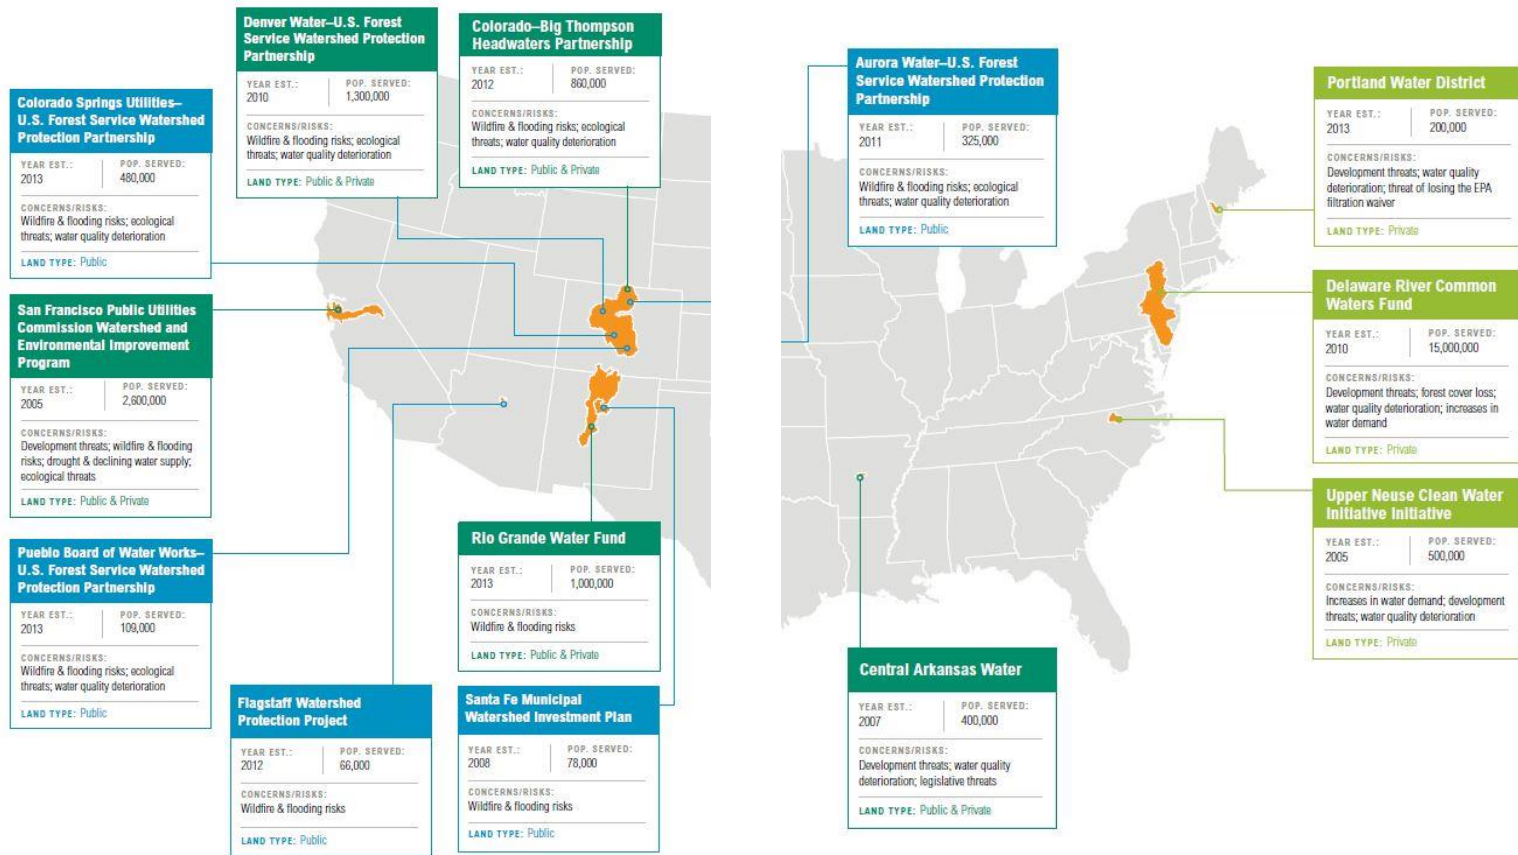 Colorado Springs Utilities–
U.S. Forest Service Watershed
Protection Partnership
YEAR EST.: POP. SERVED:
2013 480,000
CONCERNS/RISKS:
Wildfire & flooding risks; ecological
threats; water quality deterioration
LAND TYPE: Public
San Francisco Public Utilities
Commission Watershed and
Environmental Improvement
Program
YEAR EST.: POP. SERVED:
2005 2,600,000
CONCERNS/RISKS:
Development threats; wildfire & flooding
risks; drought & declining water supply;
ecological threats
LAND TYPE: Public & Private
Pueblo Board of Water Works–
U.S. Forest Service Watershed
Protection Partnership
YEAR EST.: POP. SERVED:
2013 109,000
CONCERNS/RISKS:
Wildfire & flooding risks; ecological
threats; water quality deterioration
LAND TYPE: Public
Denver Water–U.S. Forest
Service Watershed Protection
Partnership
YEAR EST.: POP. SERVED:
2010 1,300,000
CONCERNS/RISKS:
Wildfire & flooding risks; ecological
threats; water quality deterioration
LAND TYPE: Public & Private
Colorado–Big Thompson
Headwaters Partnership
YEAR EST.: POP. SERVED:
2012 860,000
CONCERNS/RISKS:
Wildfire & flooding risks; ecological
threats; water quality deterioration
LAND TYPE: Public & Private
Rio Grande Water Fund
YEAR EST.: POP. SERVED:
2013 1,000,000
CONCERNS/RISKS:
Wildfire & flooding risks
LAND TYPE: Public & Private
Flagstaff Watershed
Protection Project
YEAR EST.: POP. SERVED:
2012 66,000
CONCERNS/RISKS:
Wildfire & flooding risks
LAND TYPE: Public
Santa Fe Municipal
Watershed Investment Plan
YEAR EST.: POP. SERVED:
2008 78,000
CONCERNS/RISKS:
Wildfire & flooding risks
LAND TYPE: Public
Aurora Water–U.S. Forest
Service Watershed Protection
Partnership
YEAR EST.: POP. SERVED:
2011 325,000
CONCERNS/RISKS:
Wildfire & flooding risks; ecological
threats; water quality deterioration
LAND TYPE: Public
Central Arkansas Water
YEAR EST.: POP. SERVED:
2007 400,000
CONCERNS/RISKS:
Development threats; water quality
deterioration; legislative threats
LAND TYPE: Public & Private
Portland Water District
YEAR EST.: POP. SERVED:
2013 200,000
CONCERNS/RISKS:
Development threats; water quality
deterioration; threat of losing the EPA
filtration waiver
LAND TYPE: Private
Delaware River Common
Waters Fund
YEAR EST.: POP. SERVED:
2010 15,000,000
CONCERNS/RISKS:
Development threats; forest cover loss;
water quality deterioration; increases in
water demand
LAND TYPE: Private
Upper Neuse Clean Water
Initiative Initiative
YEAR EST.: POP. SERVED:
2005 500,000
CONCERNS/RISKS:
Increases in water demand; development
threats; water quality deterioration
LAND TYPE: Private